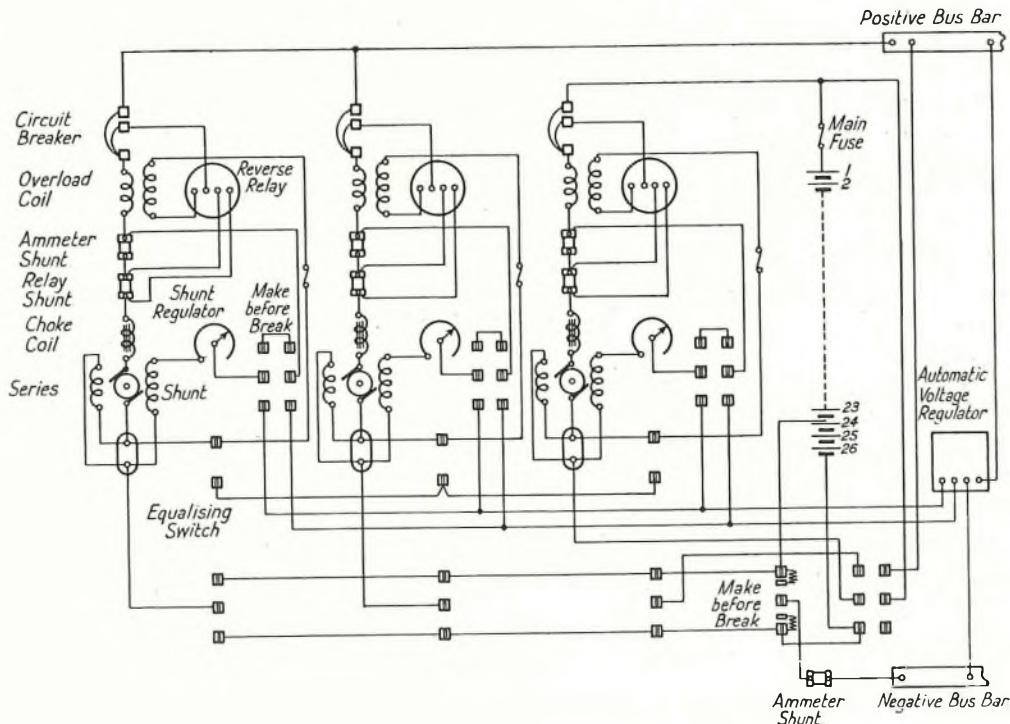 Positive Bus Bar
Circuit
Breaker
Main
Fuse
Overload
Coil
Reverse
Relay
1
2
Ammeter
Shunt
Relay
Shunt
Choke
Coil
Shunt
Regulator
Make
before
Break
Series
Shunt
Automatic
Voltage
Regulator
23
24
25
26
Equalising
Switch
Make
before
Break
Ammeter
Shunt.
Negative Bus Bar